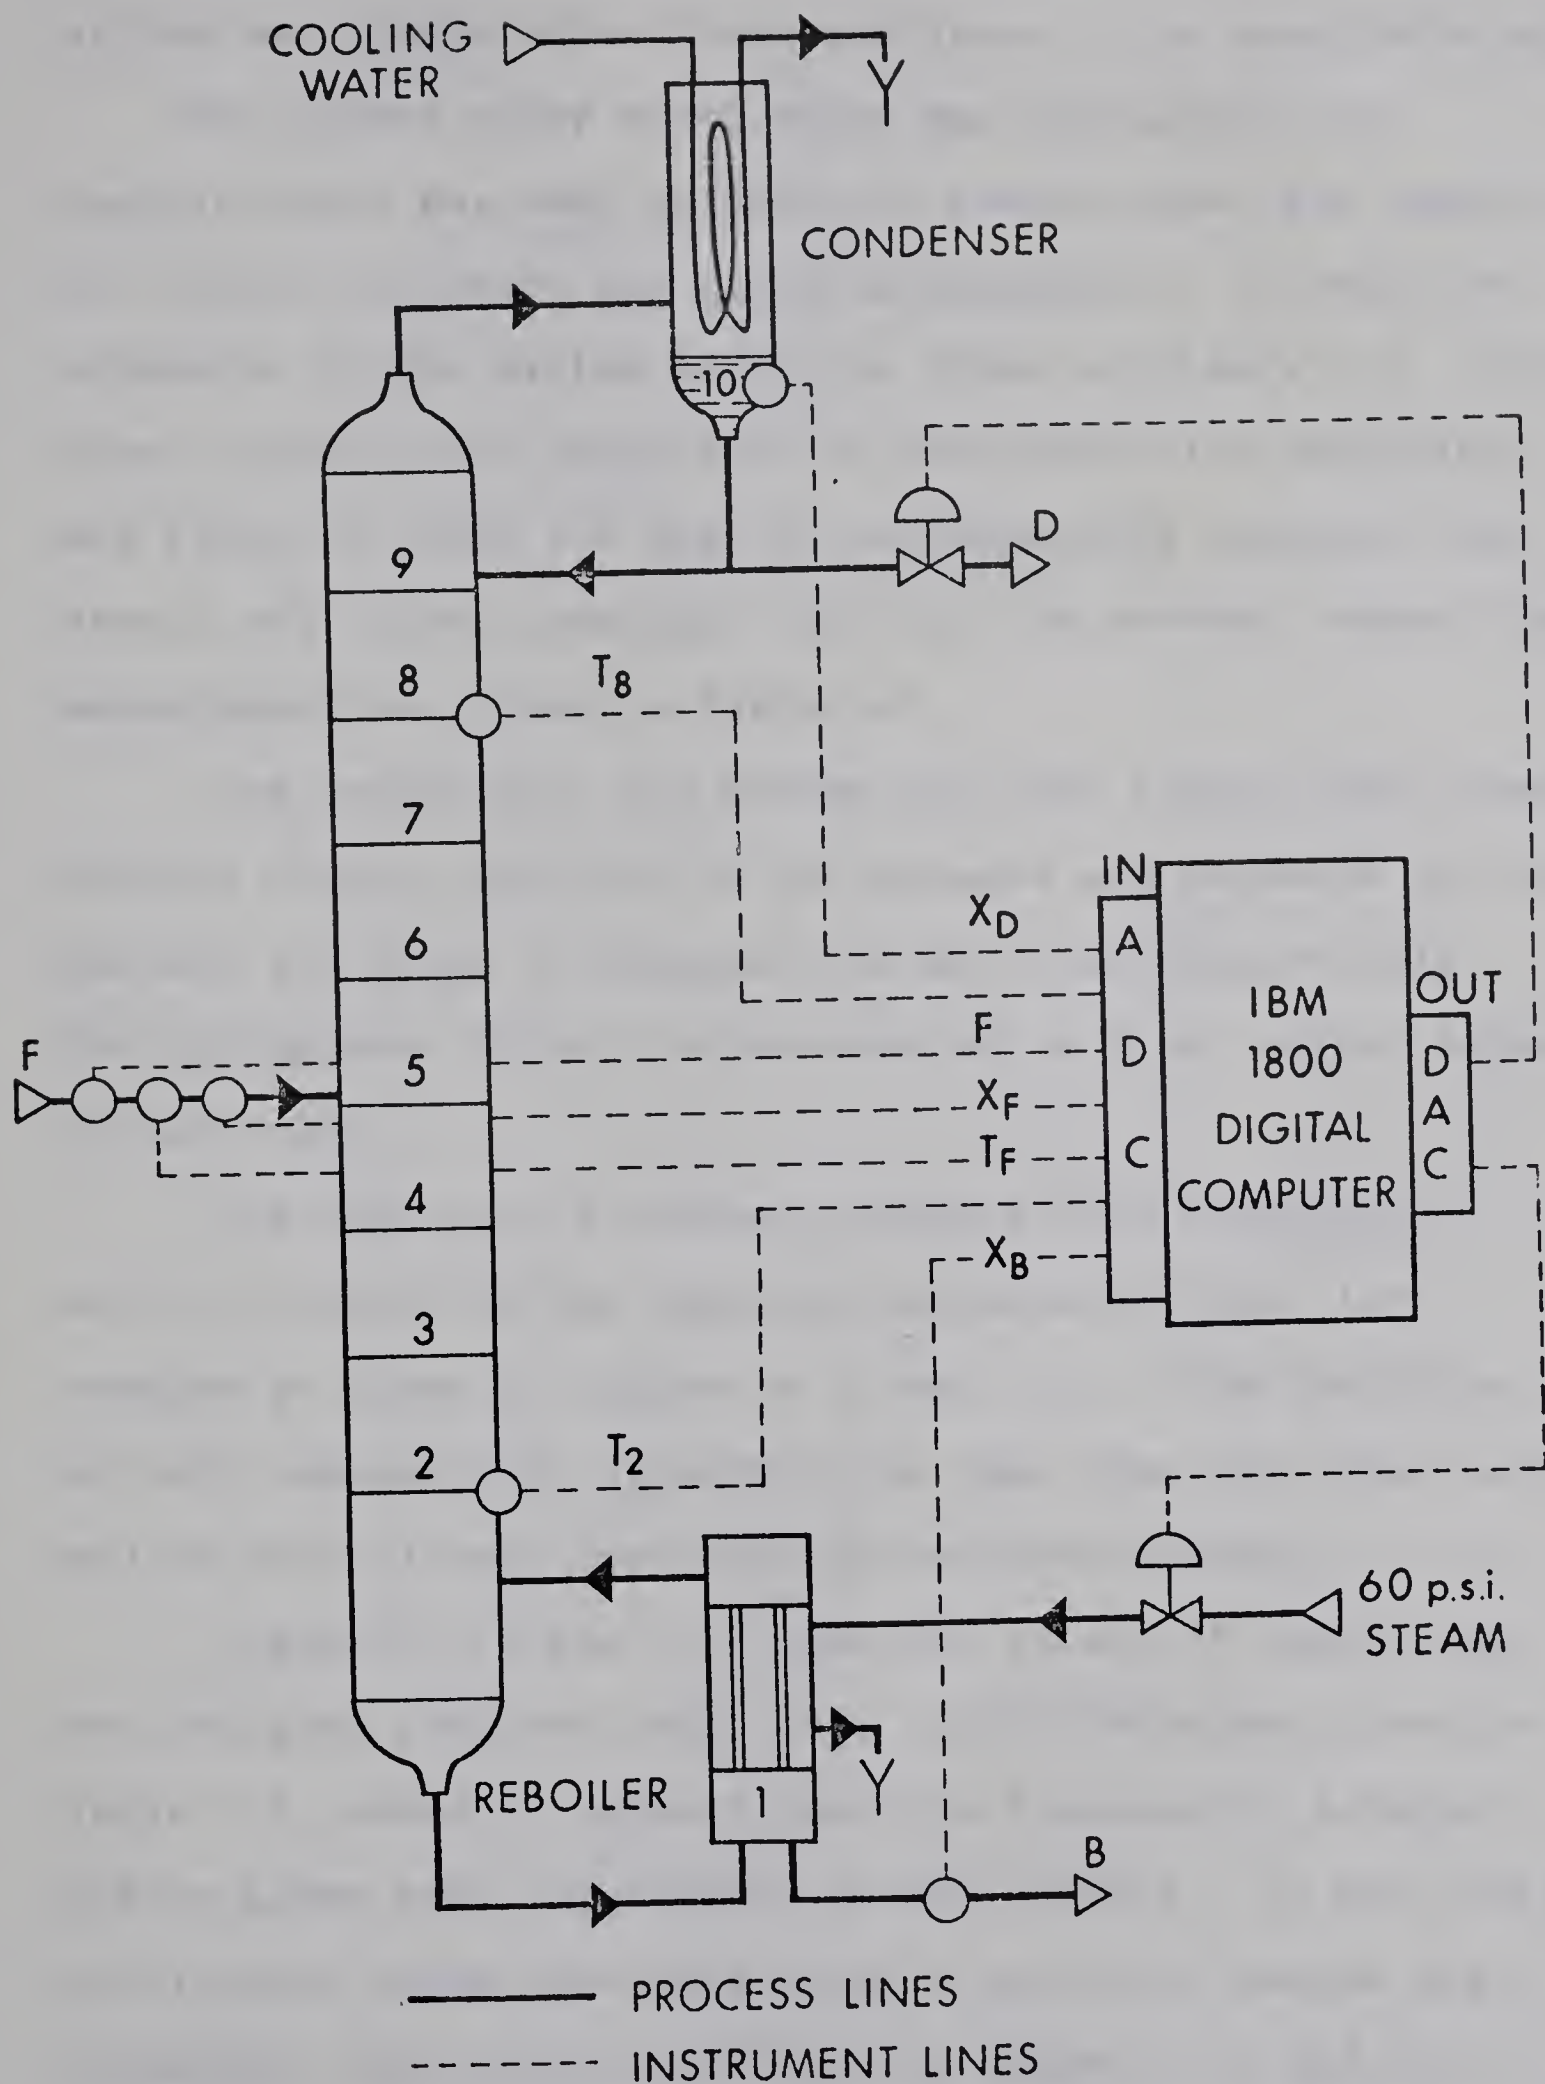 COOLING
WATER
CONDENSER
10
9
D
8
T8
7
IN
XD
A
6
IBM
OUT
F
F
D
1800
D
5
XF
A
DIGITAL
TF
C
C
4
COMPUTER
XB
3
2
T2
60 p.s.i.
STEAM
REBOILER
1
B
PROCESS LINES
INSTRUMENT LINES